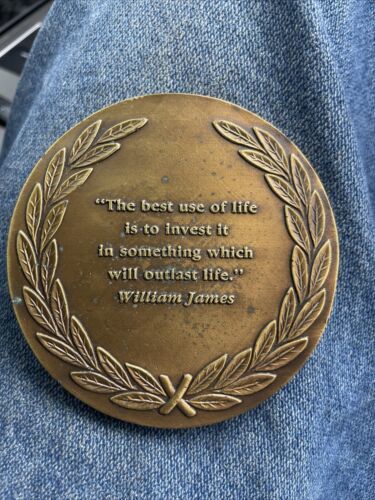 “The best use of life
is to invest it
in something which
will outlast life.”
William James